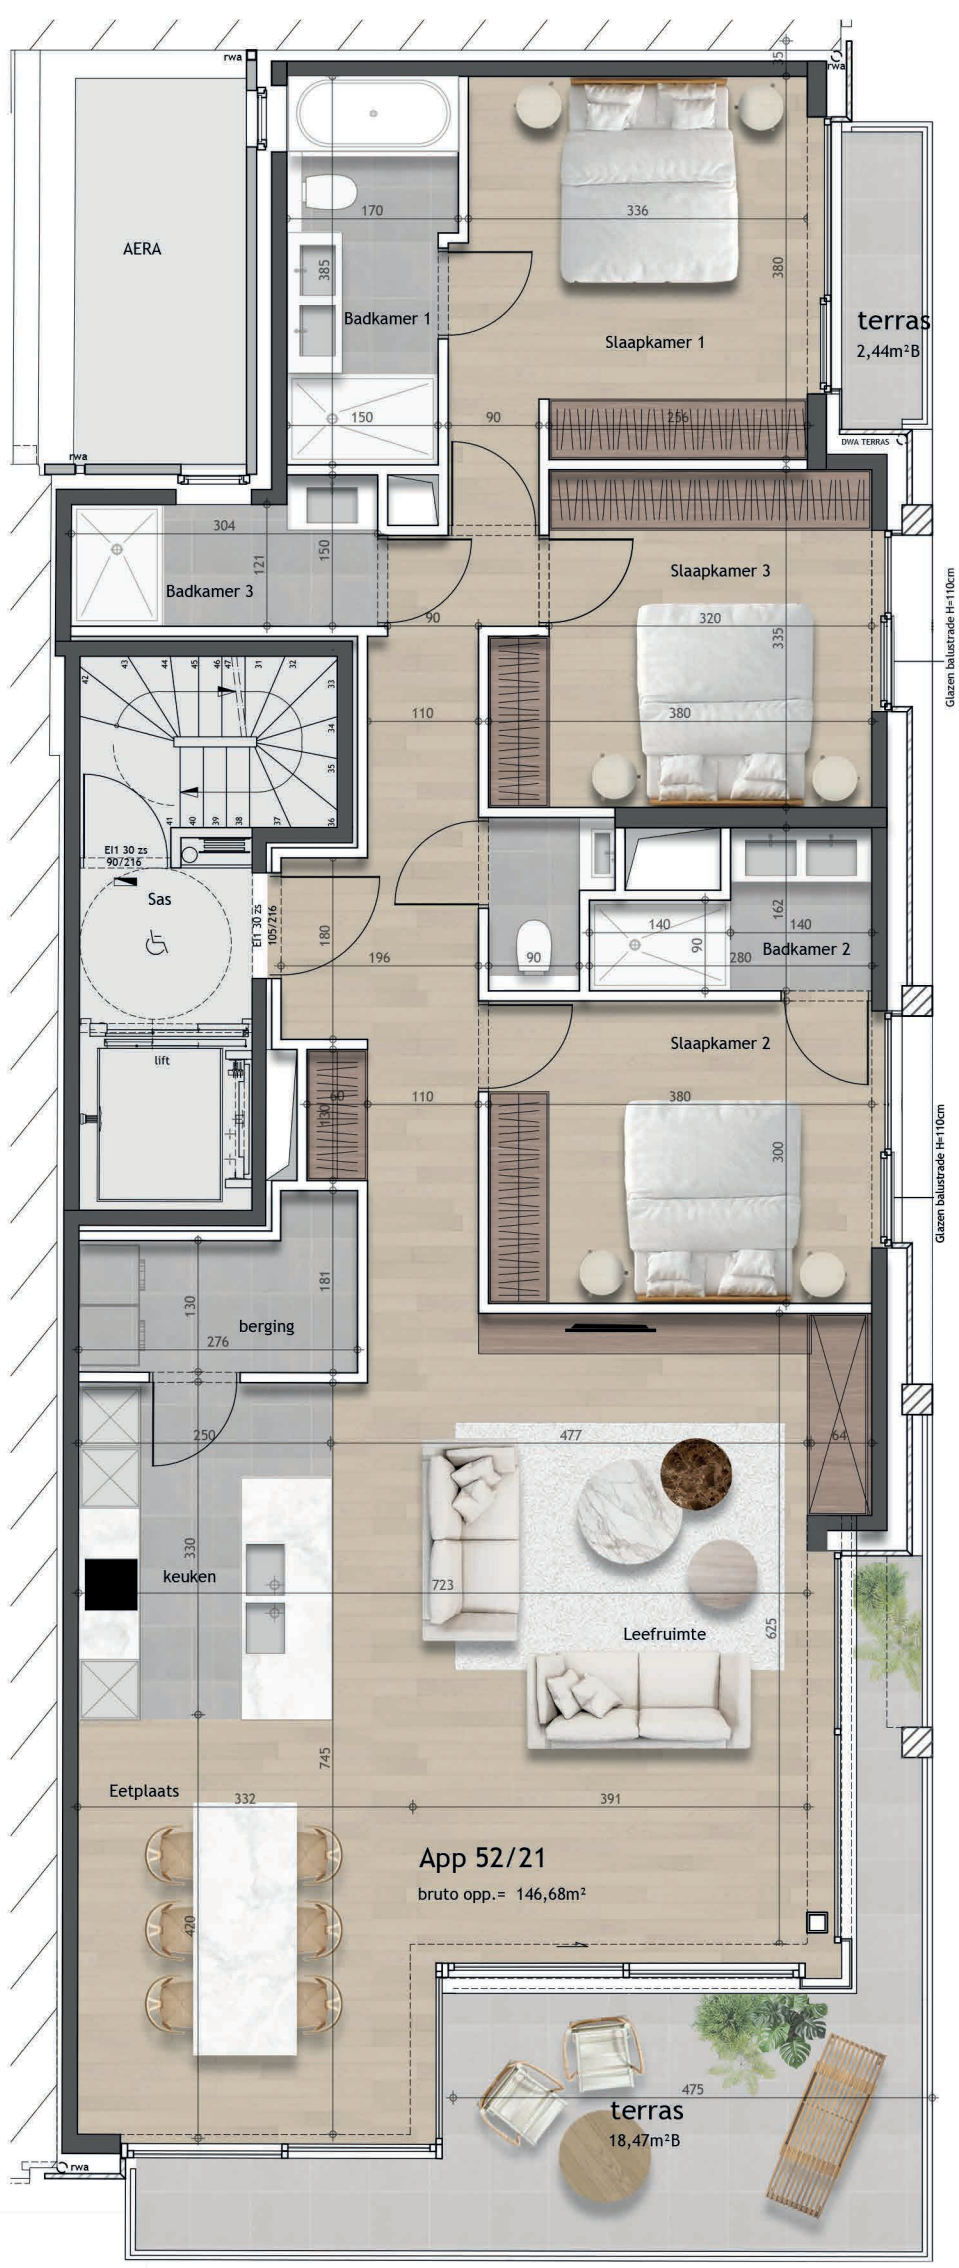 rwa
35
rwa
AERA
170
336
385
380
Badkamer 1
Slaapkamer 1
terras
2,44m²B
150
90
256
DWA TERRAS
rwa
304
121
150
Badkamer 3
Slaapkamer 3
90
320
335
Glazen balustrade H=110cm
42
43
44
45
46
47
31
32
33
34
35
36
37
38
39
40
41
110
380
EI1 30 zs
90/216
Sas
EI1 30 zs
105/216
180
196
90
140
90
162
140
280
Badkamer 2
lift
Slaapkamer 2
60
130
110
380
300
Glazen balustrade H=110cm
130
181
berging
276
250
477
64
330
keuken
723
Leefruimte
625
745
Eetplaats
332
391
App 52/21
bruto opp.= 146,68m²
420
475
terras
18,47m²B
rwa